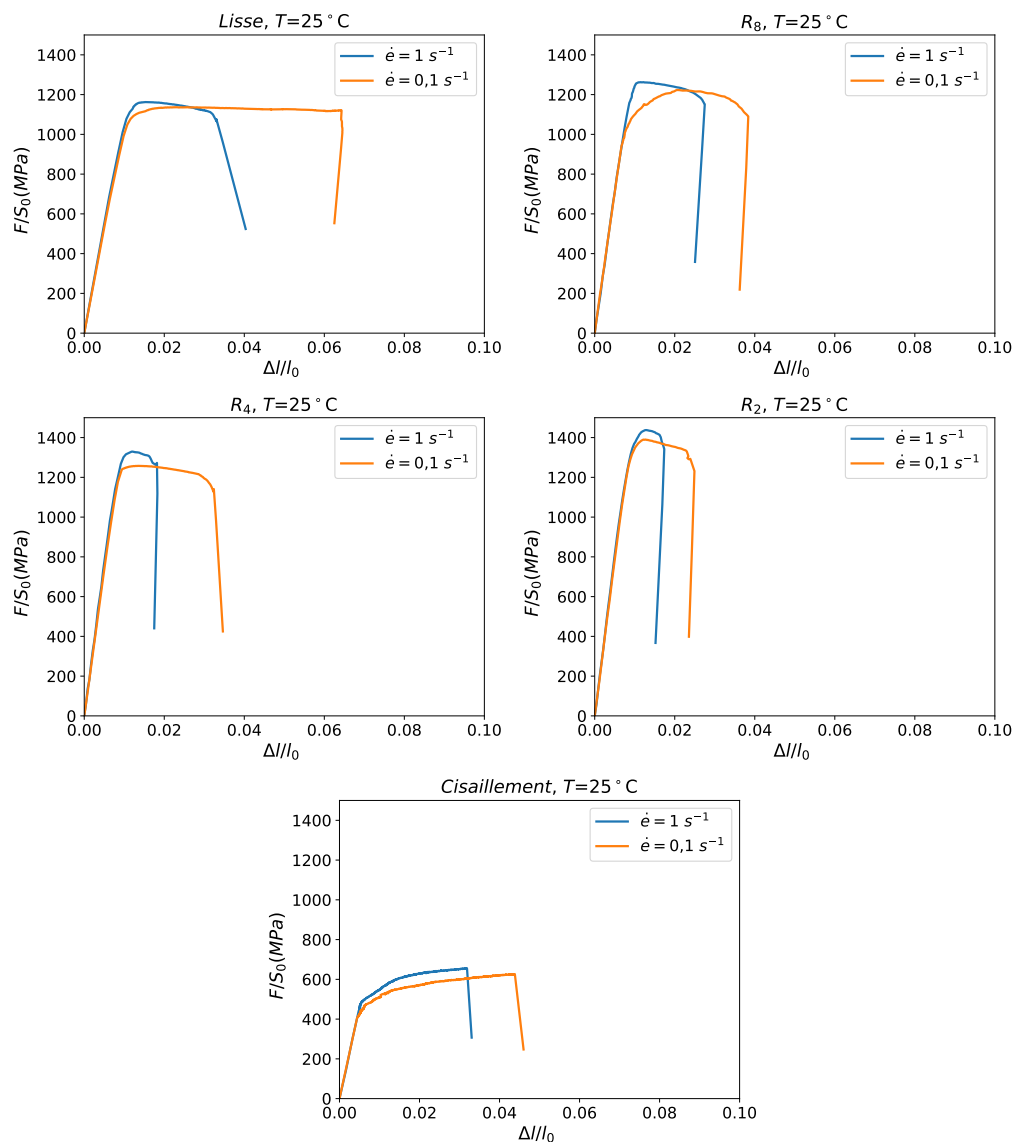 Lisse, T=25°C
ė = 1 s⁻¹
ė = 0,1 s⁻¹
F/S₀(MPa)
1400
1200
1000
800
600
400
200
0
0.00 0.02 0.04 0.06 0.08 0.10
Δl/l₀
R₈, T=25°C
ė = 1 s⁻¹
ė = 0,1 s⁻¹
F/S₀(MPa)
1400
1200
1000
800
600
400
200
0
0.00 0.02 0.04 0.06 0.08 0.10
Δl/l₀
R₄, T=25°C
ė = 1 s⁻¹
ė = 0,1 s⁻¹
F/S₀(MPa)
1400
1200
1000
800
600
400
200
0
0.00 0.02 0.04 0.06 0.08 0.10
Δl/l₀
R₂, T=25°C
ė = 1 s⁻¹
ė = 0,1 s⁻¹
F/S₀(MPa)
1400
1200
1000
800
600
400
200
0
0.00 0.02 0.04 0.06 0.08 0.10
Δl/l₀
Cisaillement, T=25°C
ė = 1 s⁻¹
ė = 0,1 s⁻¹
F/S₀(MPa)
1400
1200
1000
800
600
400
200
0
0.00 0.02 0.04 0.06 0.08 0.10
Δl/l₀